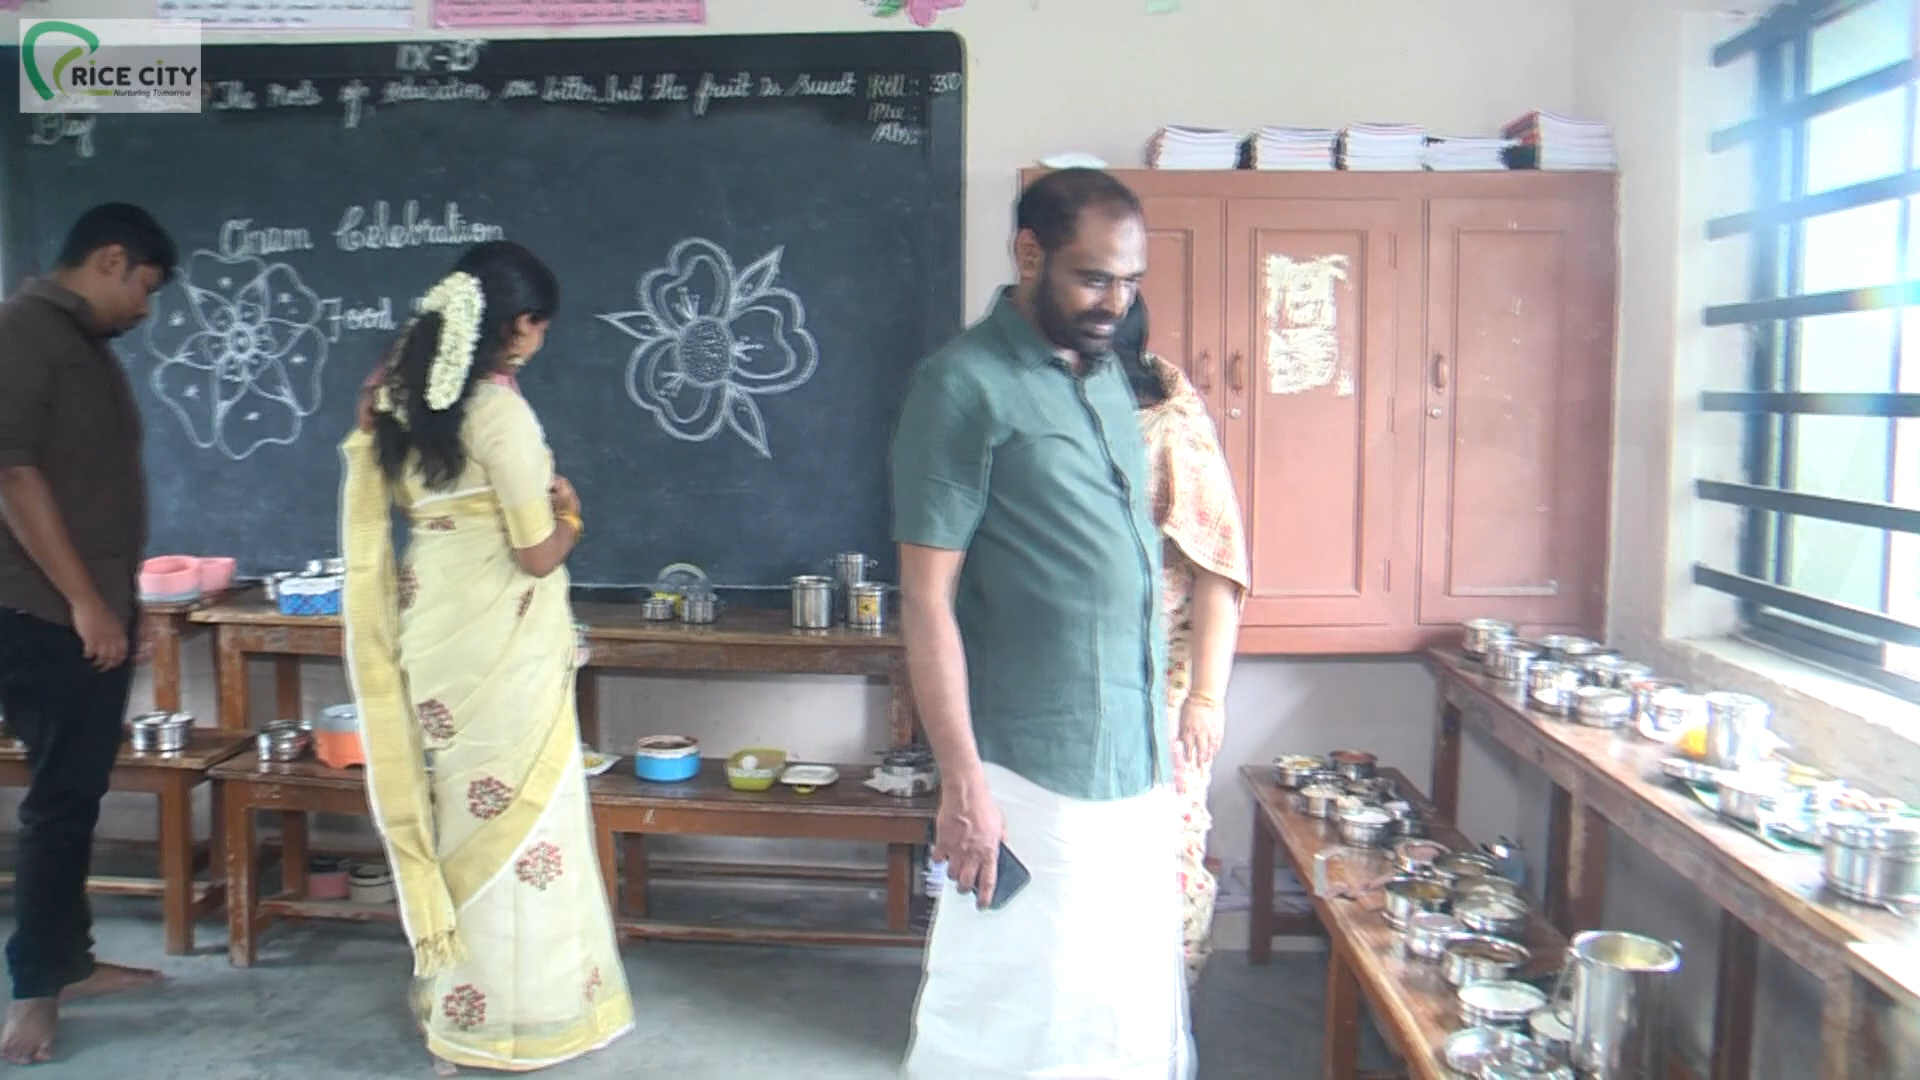 RICE CITY
Nurturing Tomorrow
IX-B
The roots of education are bitter, but the fruit is sweet Roll : 30
Pre :
Day
Abs:
Onam Celebration
Food